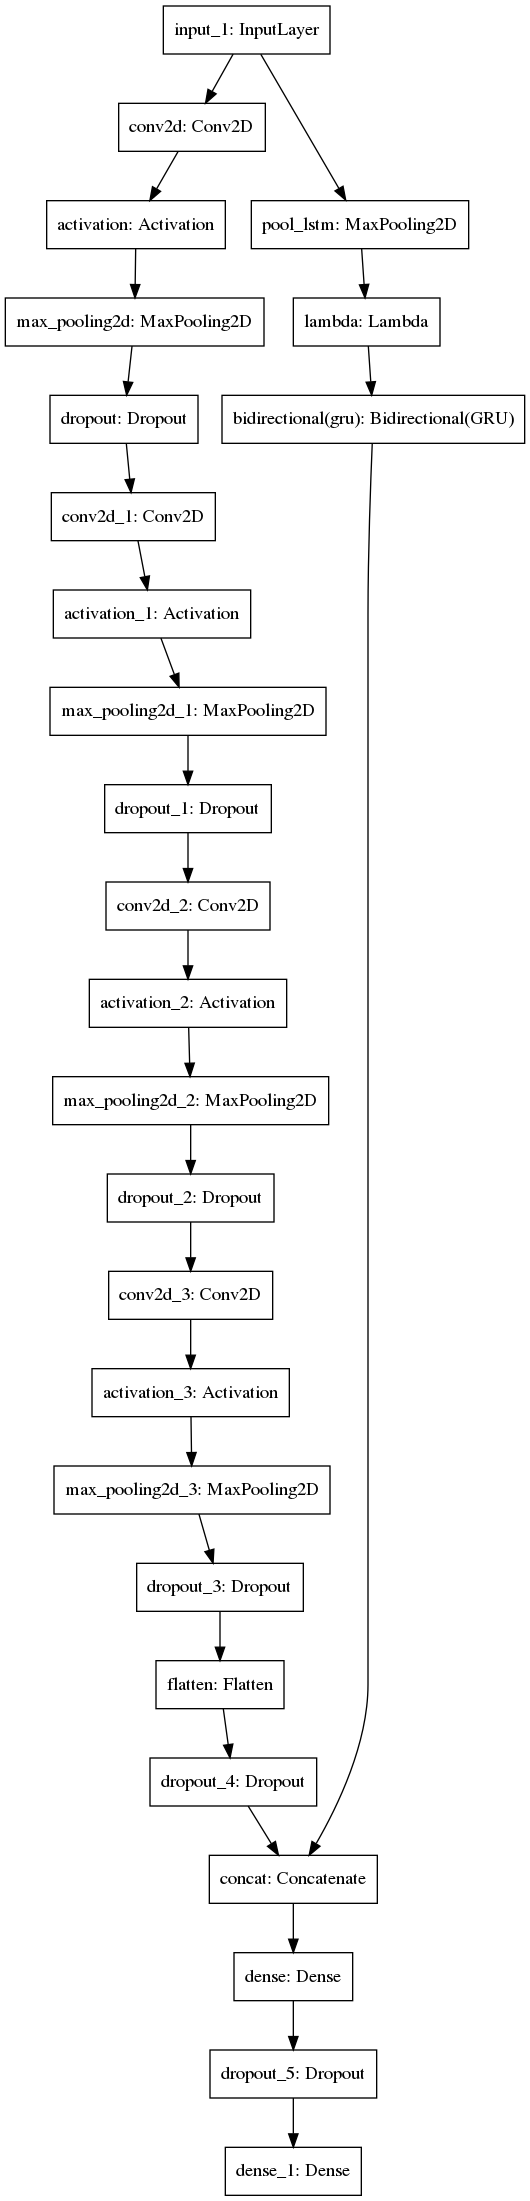 input_1: InputLayer
conv2d: Conv2D
activation: Activation
pool_lstm: MaxPooling2D
max_pooling2d: MaxPooling2D
lambda: Lambda
dropout: Dropout
bidirectional(gru): Bidirectional(GRU)
conv2d_1: Conv2D
activation_1: Activation
max_pooling2d_1: MaxPooling2D
dropout_1: Dropout
conv2d_2: Conv2D
activation_2: Activation
max_pooling2d_2: MaxPooling2D
dropout_2: Dropout
conv2d_3: Conv2D
activation_3: Activation
max_pooling2d_3: MaxPooling2D
dropout_3: Dropout
flatten: Flatten
dropout_4: Dropout
concat: Concatenate
dense: Dense
dropout_5: Dropout
dense_1: Dense